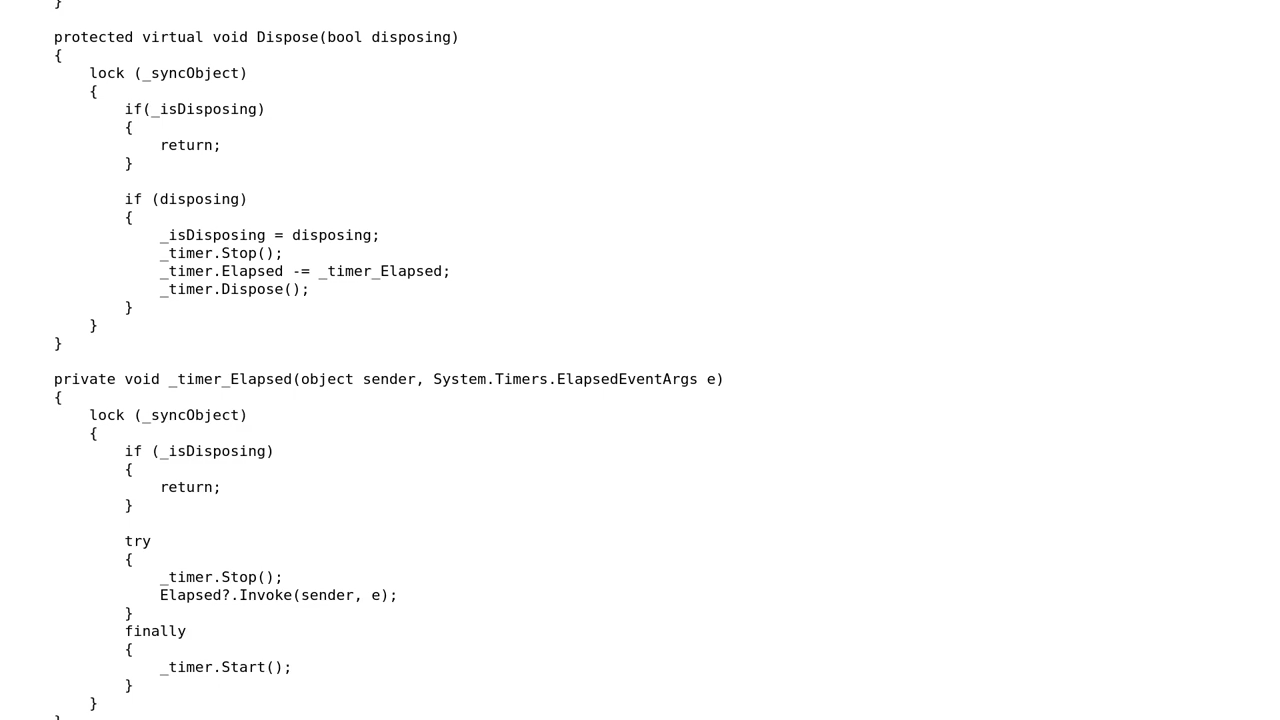 }
protected virtual void Dispose(bool disposing)
{
lock (_syncObject)
{
if(_isDisposing)
{
return;
}
if (disposing)
{
_isDisposing = disposing;
_timer.Stop();
_timer.Elapsed -= _timer_Elapsed;
_timer.Dispose();
}
}
}
private void _timer_Elapsed(object sender, System.Timers.ElapsedEventArgs e)
{
lock (_syncObject)
{
if (_isDisposing)
{
return;
}
try
{
_timer.Stop();
Elapsed?.Invoke(sender, e);
}
finally
{
_timer.Start();
}
}
}